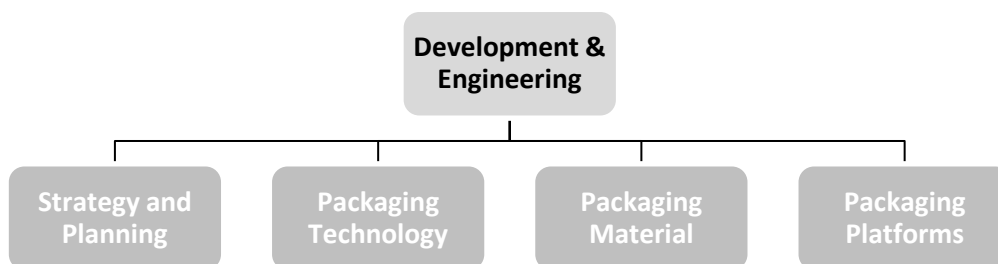 Development &
Engineering
Strategy and
Planning
Packaging
Technology
Packaging
Material
Packaging
Platforms